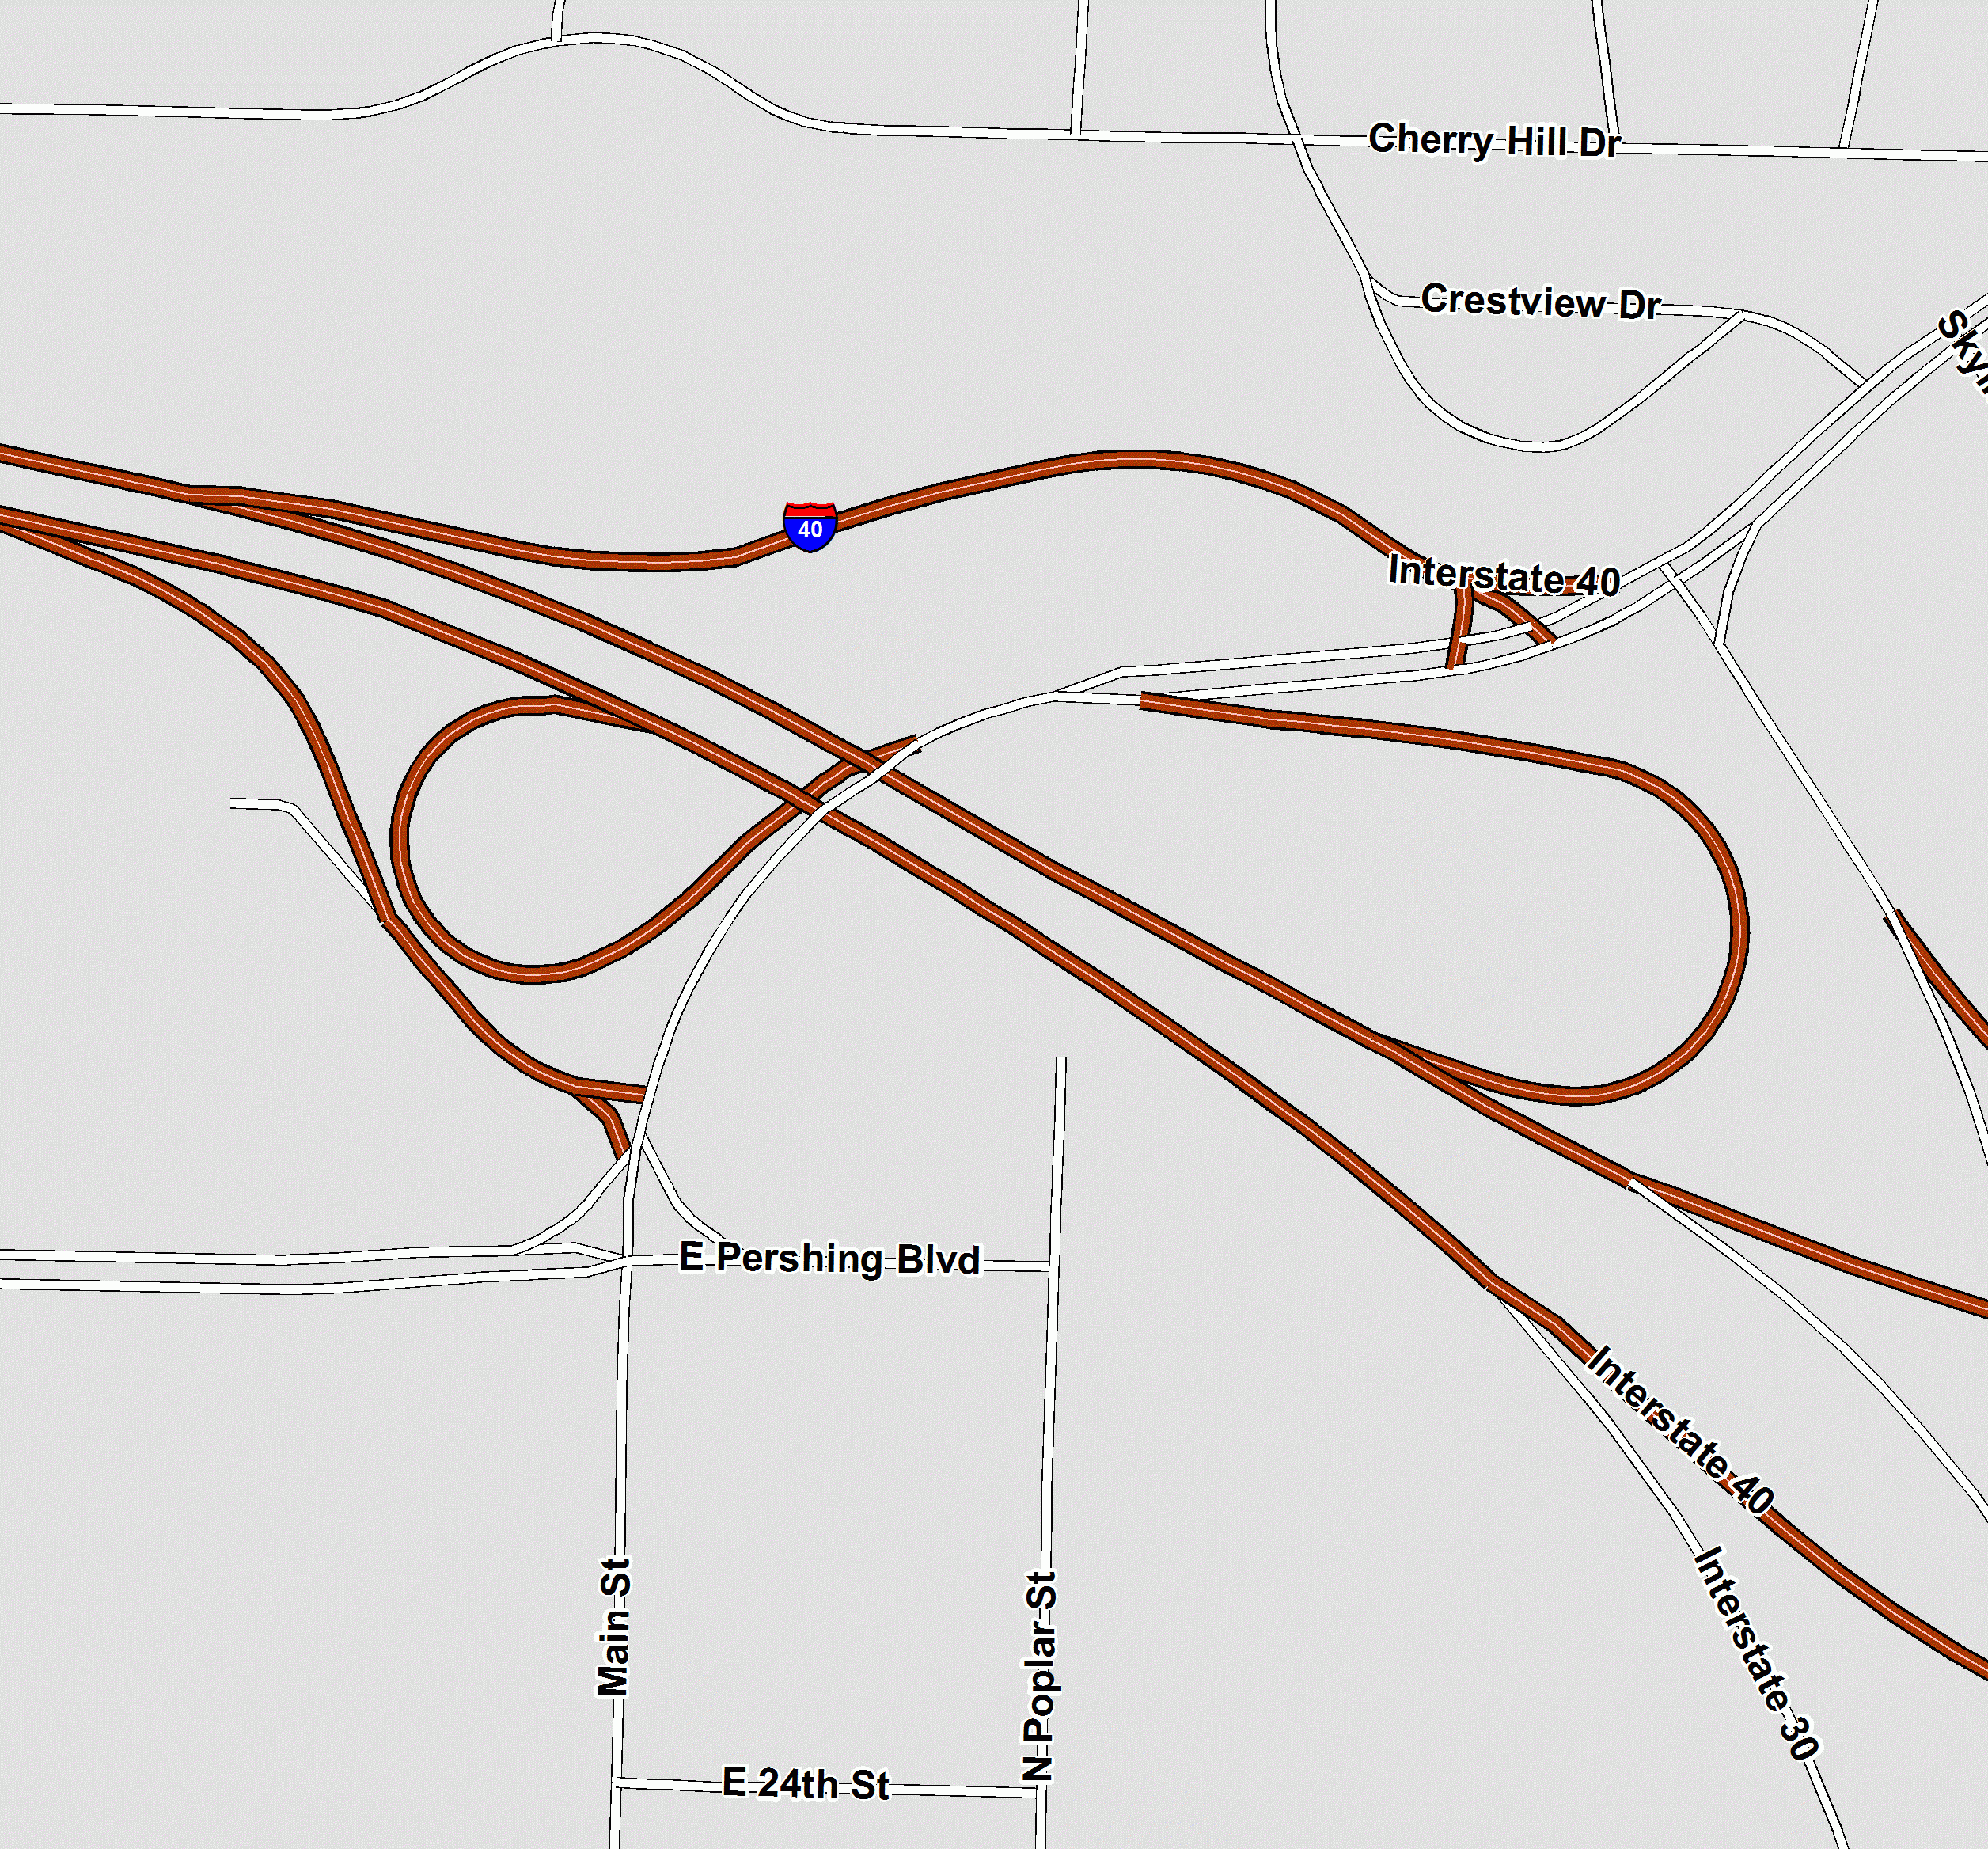 Cherry Hill Dr
Crestview Dr
40
Interstate 40
E Pershing Blvd
Interstate 40
Main St
N Poplar St
Interstate 30
E 24th St